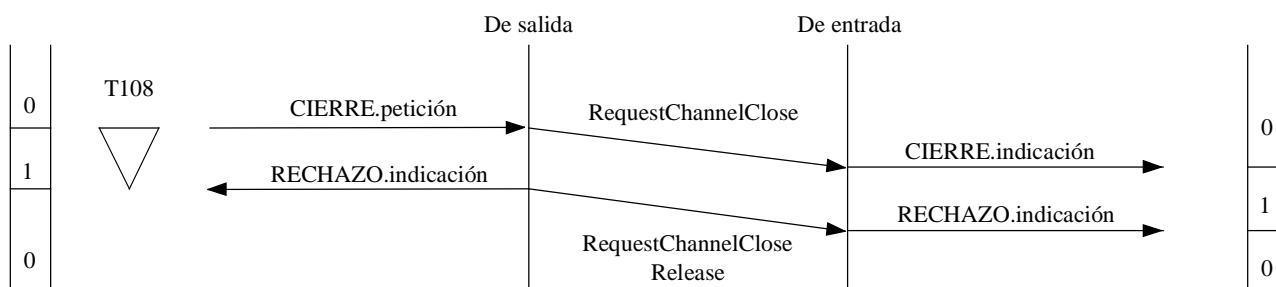 De salida
De entrada
T108
0
CIERRE.petición
RequestChannelClose
0
1
RECHAZO.indicación
CIERRE.indicación
1
RECHAZO.indicación
0
RequestChannelClose
Release
0